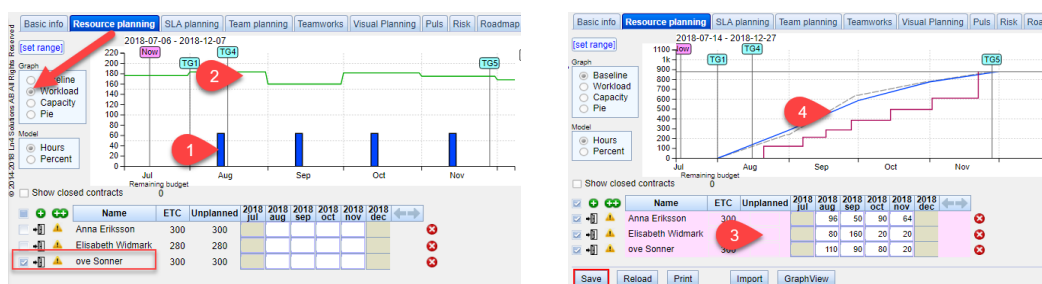 Basic info Resource planning SLA planning Team planning Teamworks Visual Planning Puls Risk Roadmap
[set range]
2018-07-06 - 2018-12-07
Graph
Baseline
Workload
Capacity
Pie
Model
Hours
Percent
220
200
180
160
140
120
100
80
60
40
20
0
Now TG1 TG4 TG5
2
1
Jul Aug Sep Oct Nov
Remaining budget
0
Show closed contracts
Name ETC Unplanned 2018 jul 2018 aug 2018 sep 2018 oct 2018 nov 2018 dec
Anna Eriksson 300 300
Elisabeth Widmark 280 280
ove Sonner 300 300
© 2014-2018 Ln4 Solutions AB All Rights Reserved
Basic info Resource planning SLA planning Team planning Teamworks Visual Planning Puls Risk Roa
[set range]
2018-07-14 - 2018-12-27
Graph
Baseline
Workload
Capacity
Pie
Model
Hours
Percent
1100
1k
900
800
700
600
500
400
300
200
100
0
TG1 TG4 TG5
4
Jul Aug Sep Oct Nov
Remaining budget
0
Show closed contracts
Name ETC Unplanned 2018 jul 2018 aug 2018 sep 2018 oct 2018 nov 2018 dec
Anna Eriksson 300 96 50 90 64
Elisabeth Widmark 80 160 20 20
ove Sonner 300 110 90 80 20
3
Save Reload Print Import GraphView